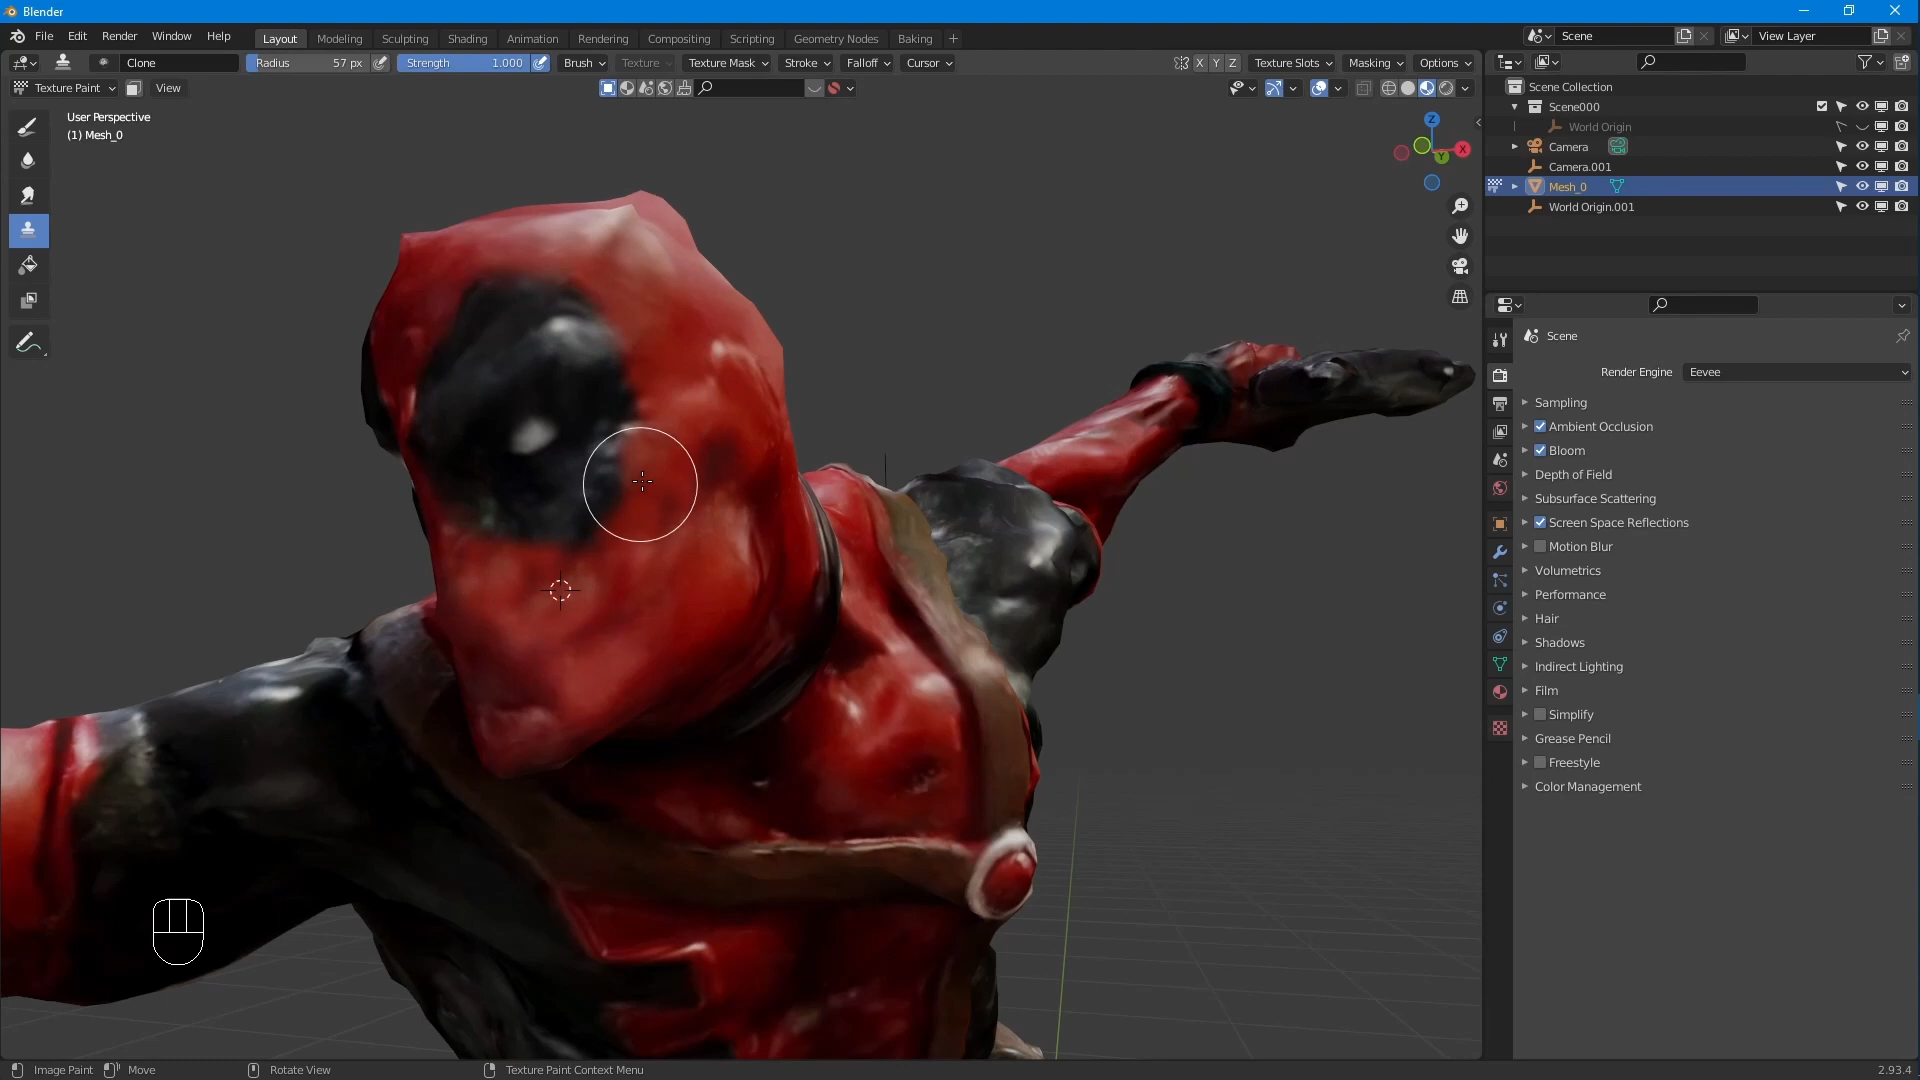 Blender
File Edit Render Window Help
Layout Modeling Sculpting Shading Animation Rendering Compositing Scripting Geometry Nodes Baking +
Scene
View Layer
Clone
Radius 57 px
Strength 1.000
Brush Texture Texture Mask Stroke Falloff Cursor
X Y Z
Texture Slots Masking Options
Texture Paint View
User Perspective
(1) Mesh_0
Z
X
Y
Scene Collection
Scene000
World Origin
Camera
Camera.001
Mesh_0
World Origin.001
Scene
Render Engine Eevee
Sampling
Ambient Occlusion
Bloom
Depth of Field
Subsurface Scattering
Screen Space Reflections
Motion Blur
Volumetrics
Performance
Hair
Shadows
Indirect Lighting
Film
Simplify
Grease Pencil
Freestyle
Color Management
Image Paint Move Rotate View Texture Paint Context Menu 2.93.4